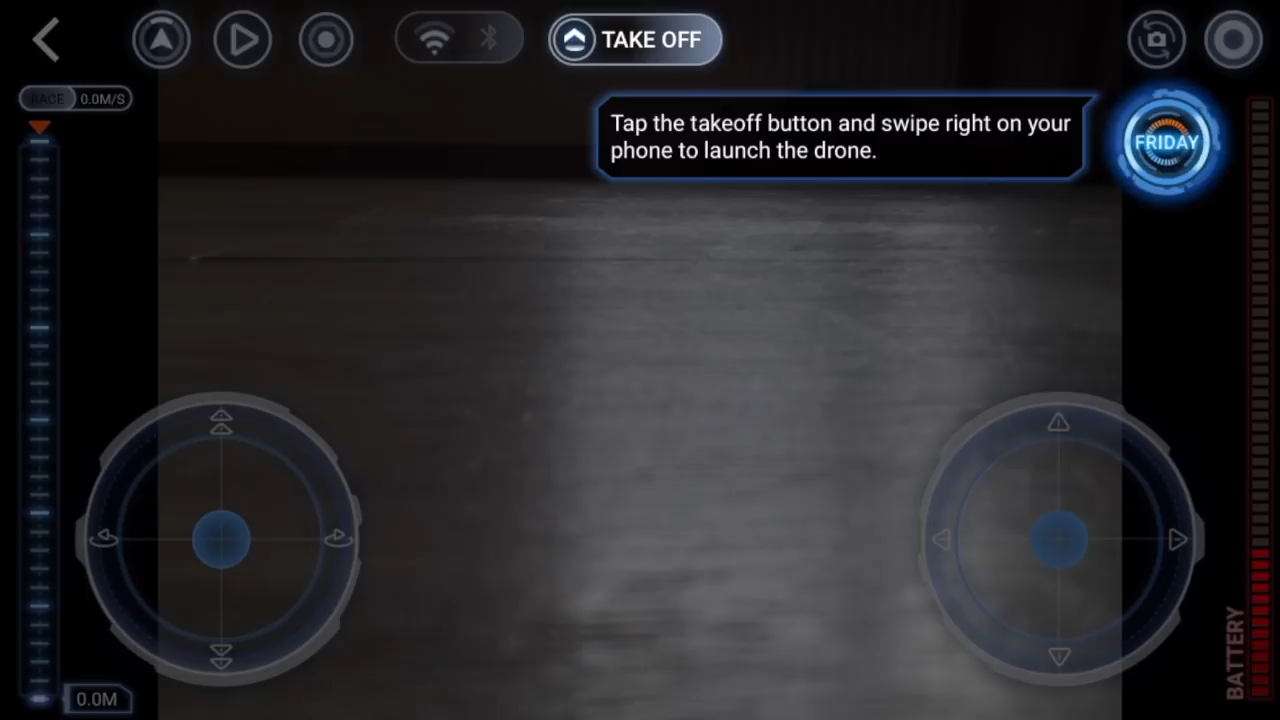 TAKE OFF
RACE 0.0M/S
Tap the takeoff button and swipe right on your
phone to launch the drone.
FRIDAY
BATTERY
0.0M